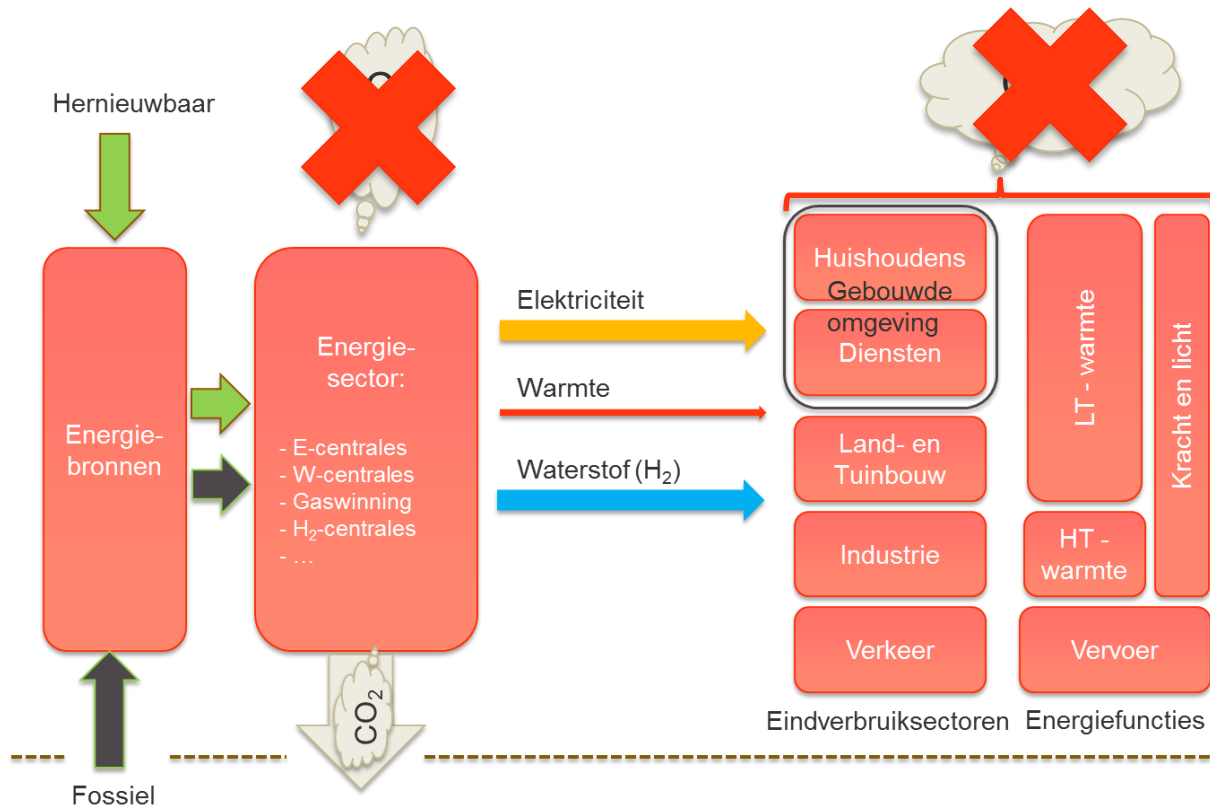 Hernieuwbaar
Energie-
bronnen
Fossiel
Energie-
sector:
- E-centrales
- W-centrales
- Gaswinning
- H₂-centrales
- ...
CO₂
Elektriciteit
Warmte
Waterstof (H₂)
Huishoudens
Gebouwde
omgeving
Diensten
Land- en
Tuinbouw
Industrie
Verkeer
Eindverbruiksectoren
LT - warmte
Kracht en licht
HT -
warmte
Vervoer
Energiefuncties